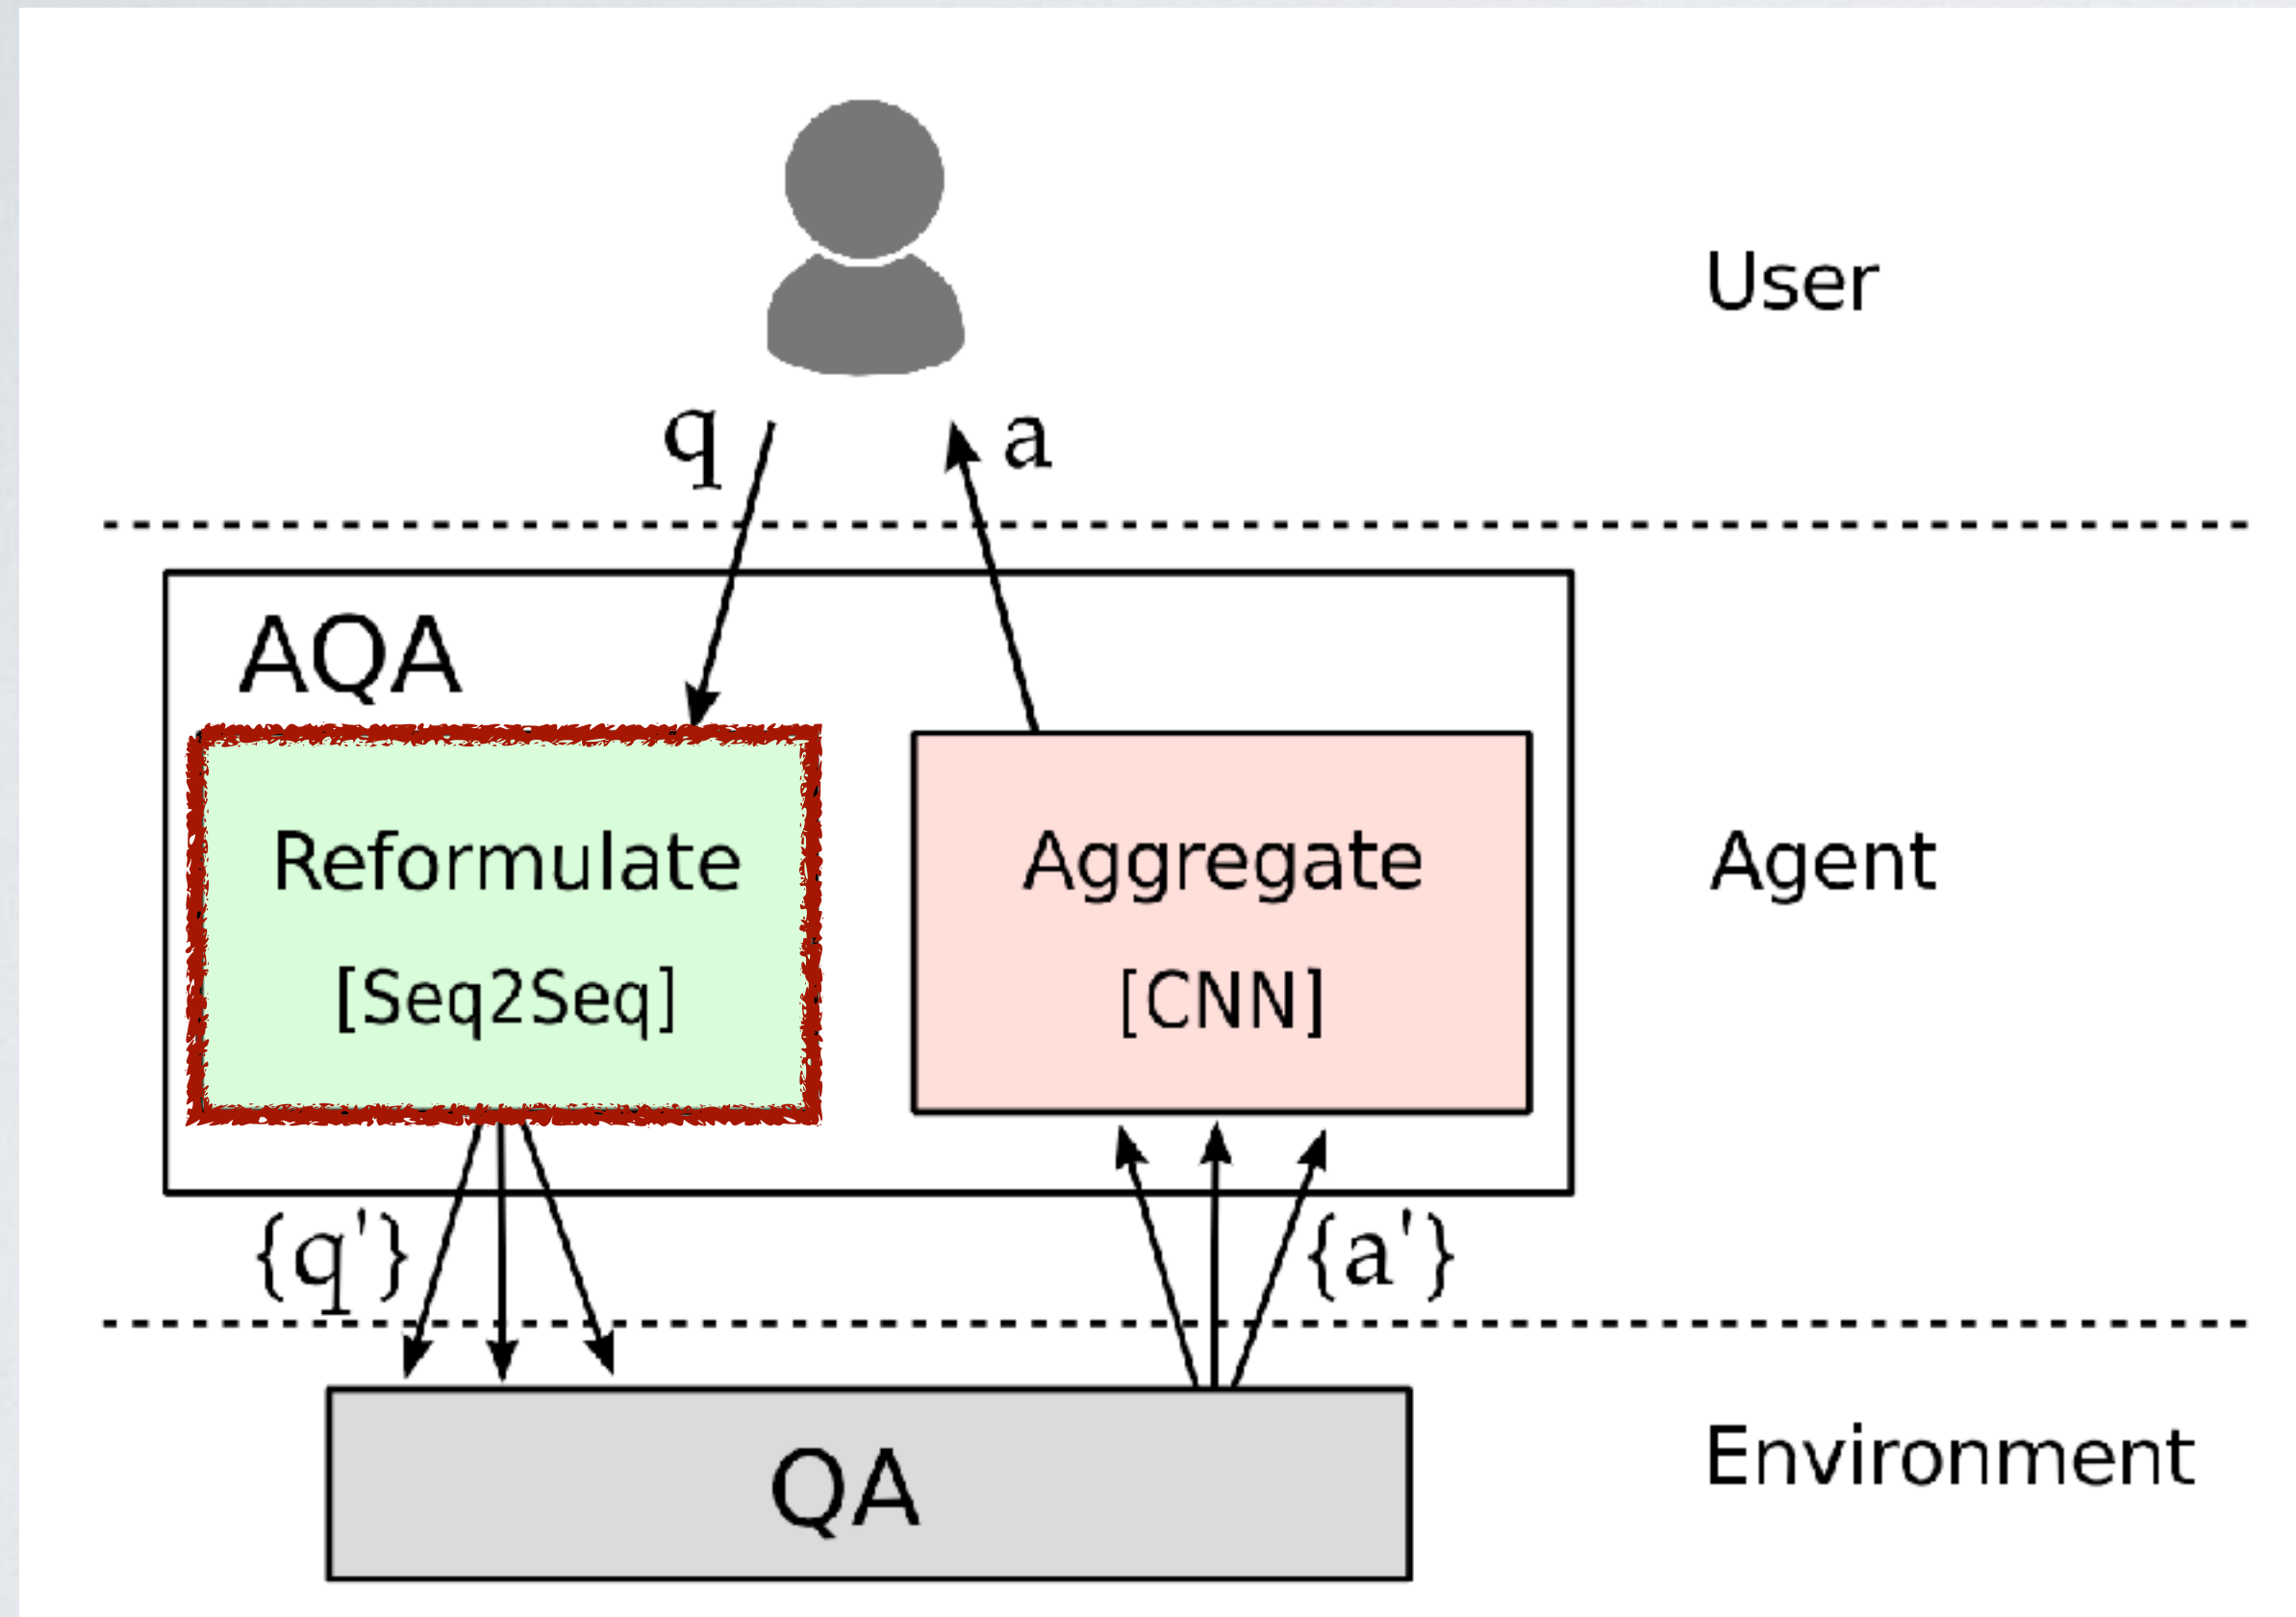 User
q
a
AQA
Reformulate
[Seq2Seq]
Aggregate
[CNN]
Agent
{q'}
{a'}
QA
Environment